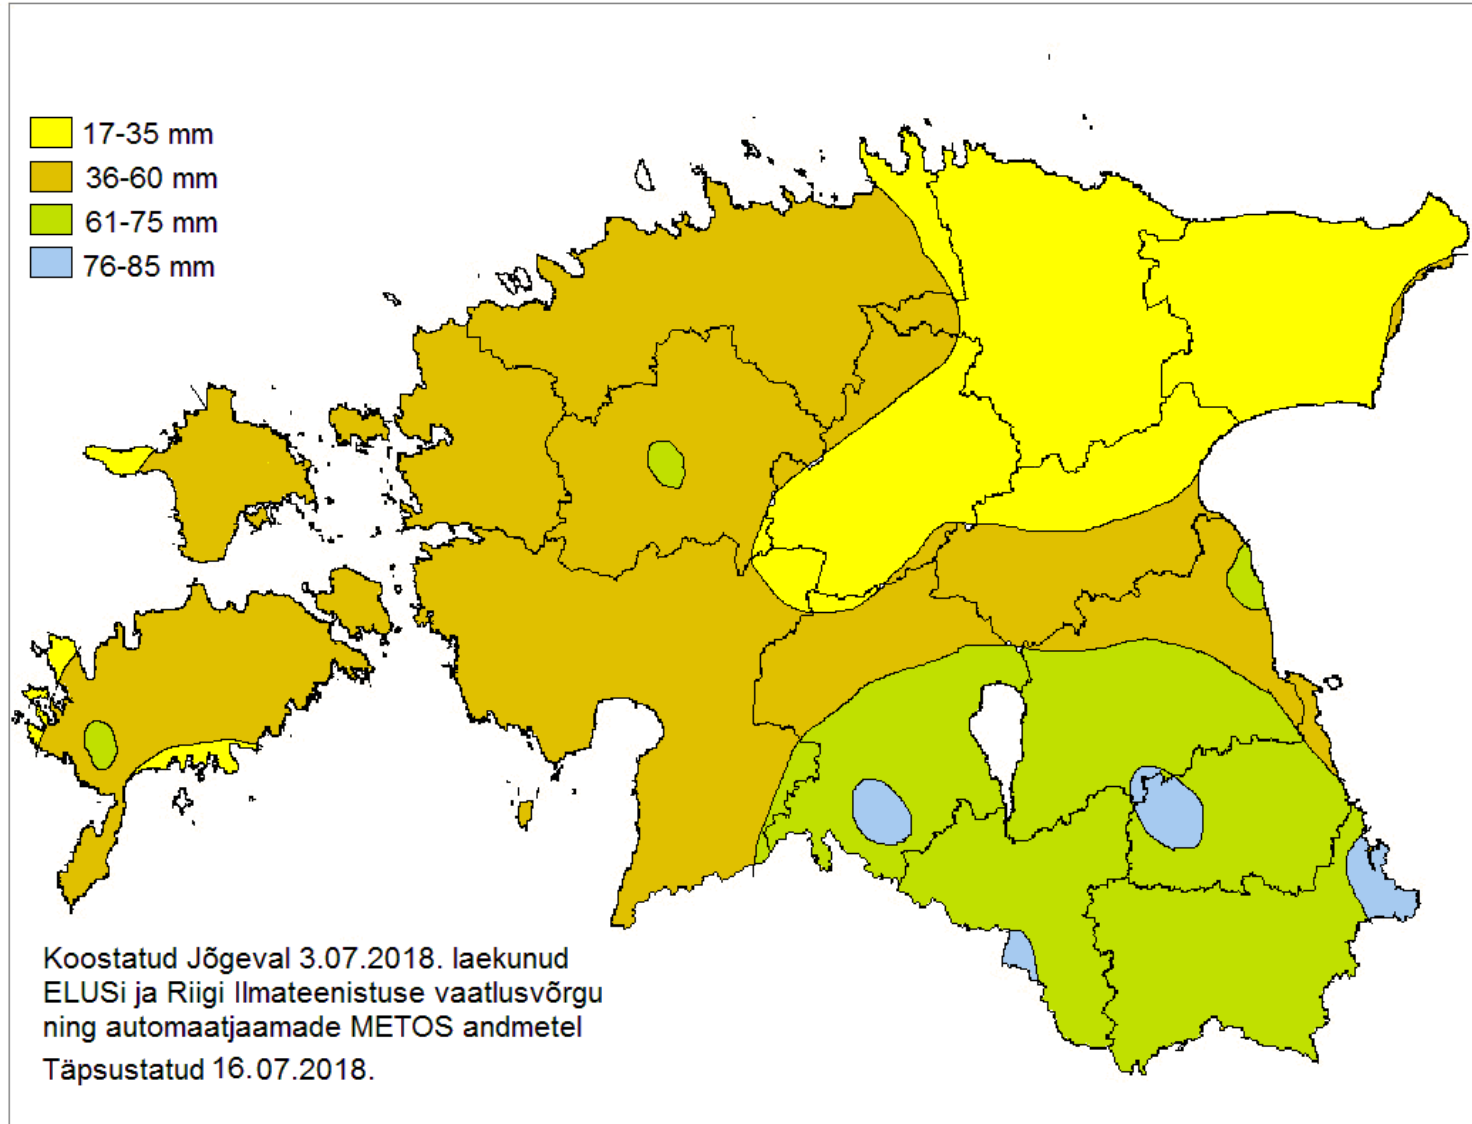 17-35 mm
36-60 mm
61-75 mm
76-85 mm
Koostatud Jõgeval 3.07.2018. laekunud
ELUSi ja Riigi Ilmateenistuse vaatlusvõrgu
ning automaatjaamade METOS andmetel
Täpsustatud 16.07.2018.